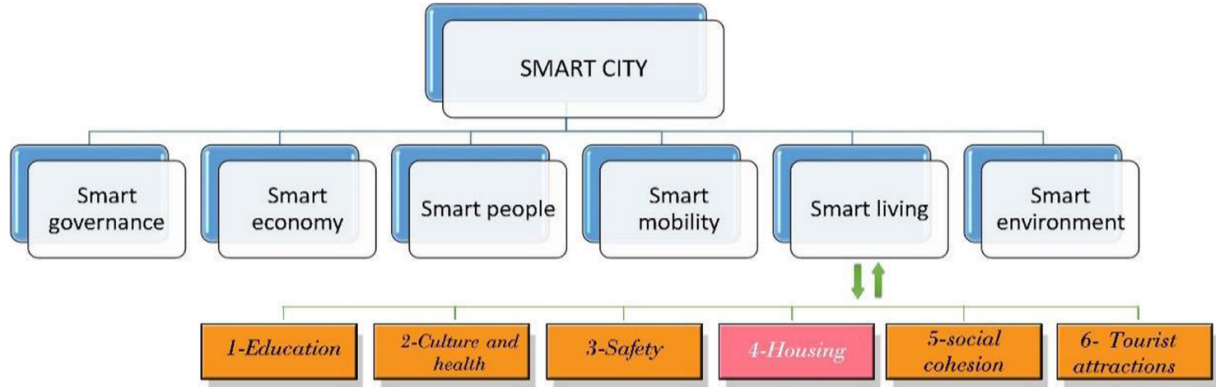 SMART CITY
Smart
governance
Smart
economy
Smart people
Smart
mobility
Smart living
Smart
environment
1-Education
2-Culture and
health
3-Safety
4-Housing
5-social
cohesion
6- Tourist
attractions